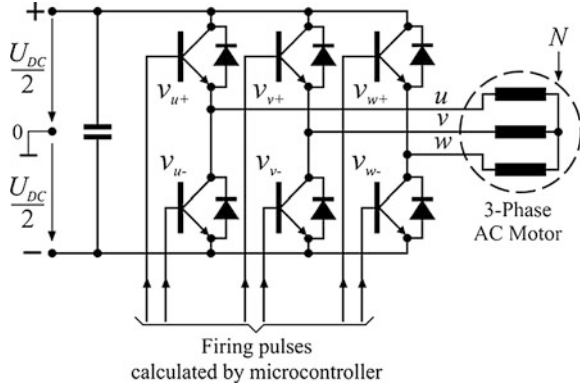 +
U_DC
2
0
U_DC
2
−
v_u+
v_v+
v_w+
v_u-
v_v-
v_w-
u
v
w
N
3-Phase
AC Motor
Firing pulses
calculated by microcontroller